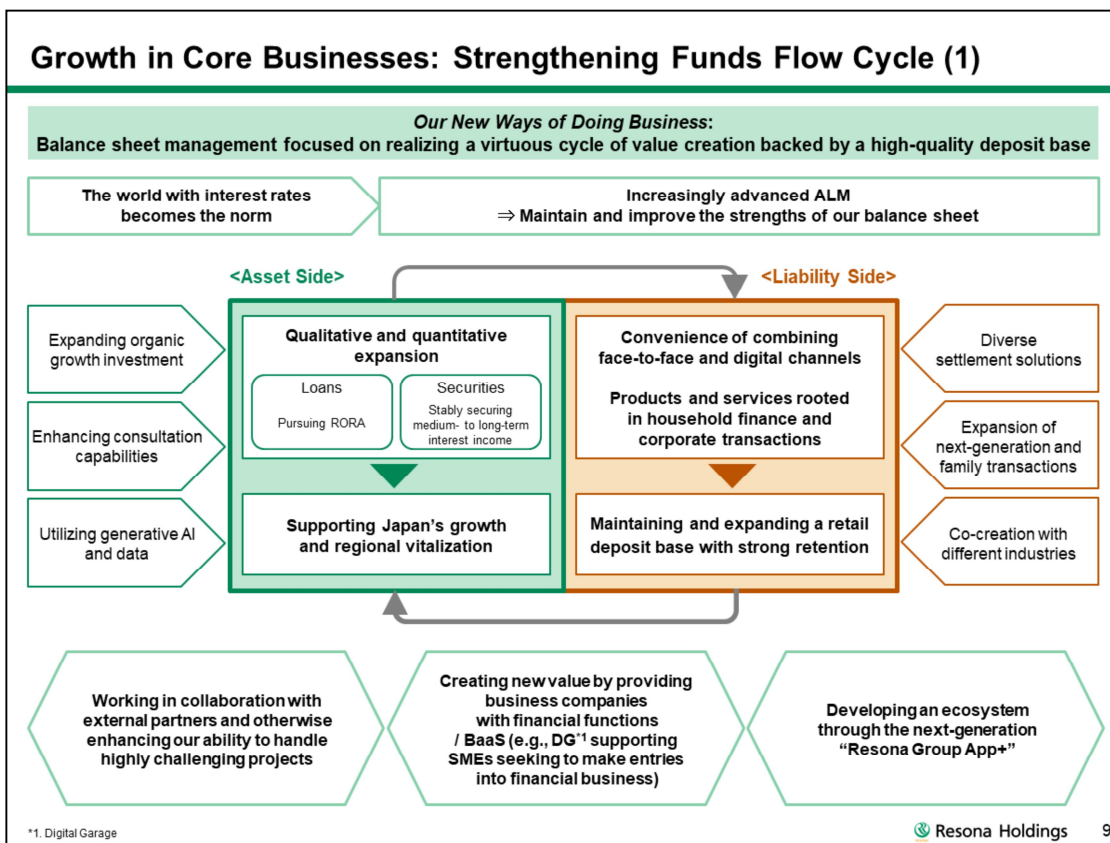 Growth in Core Businesses: Strengthening Funds Flow Cycle (1)
Our New Ways of Doing Business:
Balance sheet management focused on realizing a virtuous cycle of value creation backed by a high-quality deposit base
The world with interest rates
becomes the norm
Increasingly advanced ALM
⇒ Maintain and improve the strengths of our balance sheet
<Asset Side>
<Liability Side>
Expanding organic
growth investment
Enhancing consultation
capabilities
Utilizing generative AI
and data
Qualitative and quantitative
expansion
Loans
Pursuing RORA
Securities
Stably securing
medium- to long-term
interest income
Supporting Japan's growth
and regional vitalization
Convenience of combining
face-to-face and digital channels
Products and services rooted
in household finance and
corporate transactions
Maintaining and expanding a retail
deposit base with strong retention
Diverse
settlement solutions
Expansion of
next-generation and
family transactions
Co-creation with
different industries
Working in collaboration with
external partners and otherwise
enhancing our ability to handle
highly challenging projects
Creating new value by providing
business companies
with financial functions
/ BaaS (e.g., DG*1 supporting
SMEs seeking to make entries
into financial business)
Developing an ecosystem
through the next-generation
"Resona Group App+"
*1. Digital Garage
Resona Holdings
9